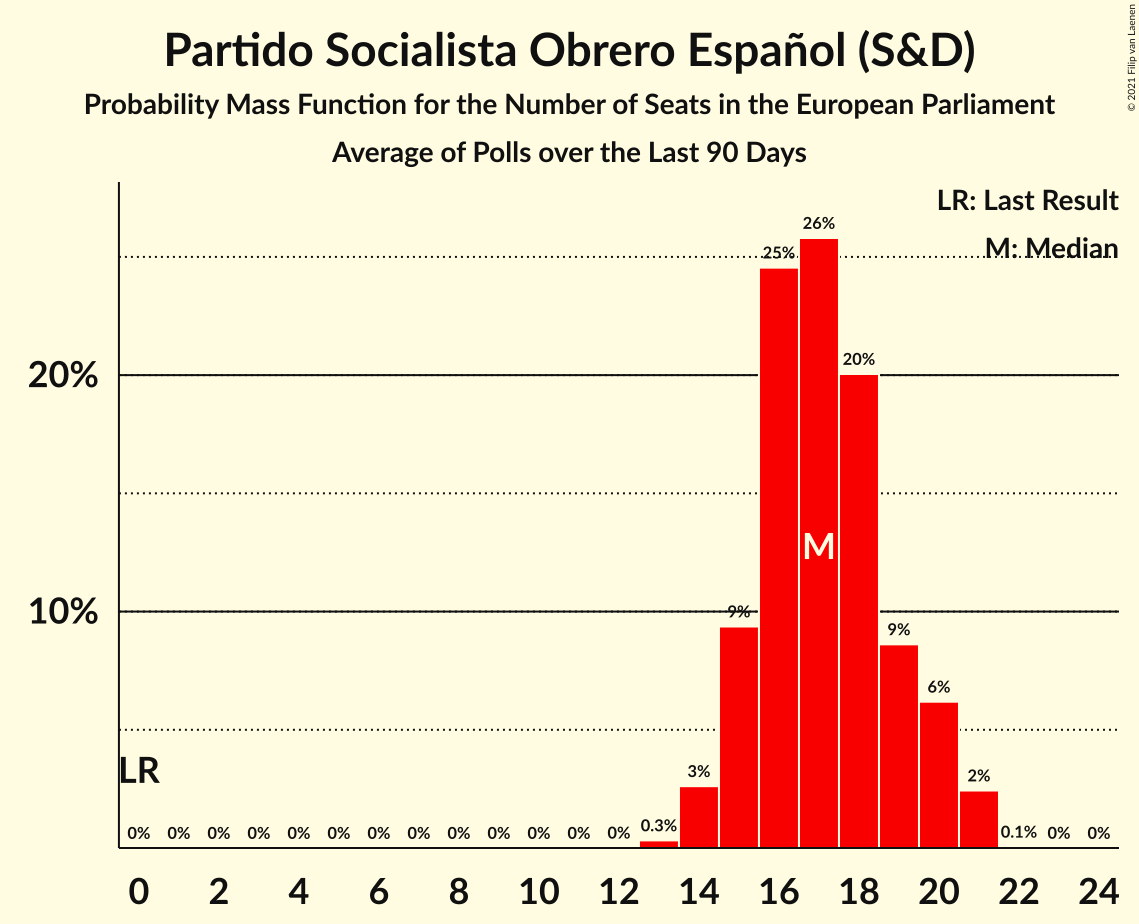 Partido Socialista Obrero Español (S&D)
Probability Mass Function for the Number of Seats in the European Parliament
Average of Polls over the Last 90 Days
© 2021 Filip van Laenen
LR: Last Result
M: Median
26%
25%
20%
20%
M
10%
9%
9%
6%
LR
3%
2%
0% 0% 0% 0% 0% 0% 0% 0% 0% 0% 0% 0% 0% 0.3% 0.1% 0% 0%
0 2 4 6 8 10 12 14 16 18 20 22 24